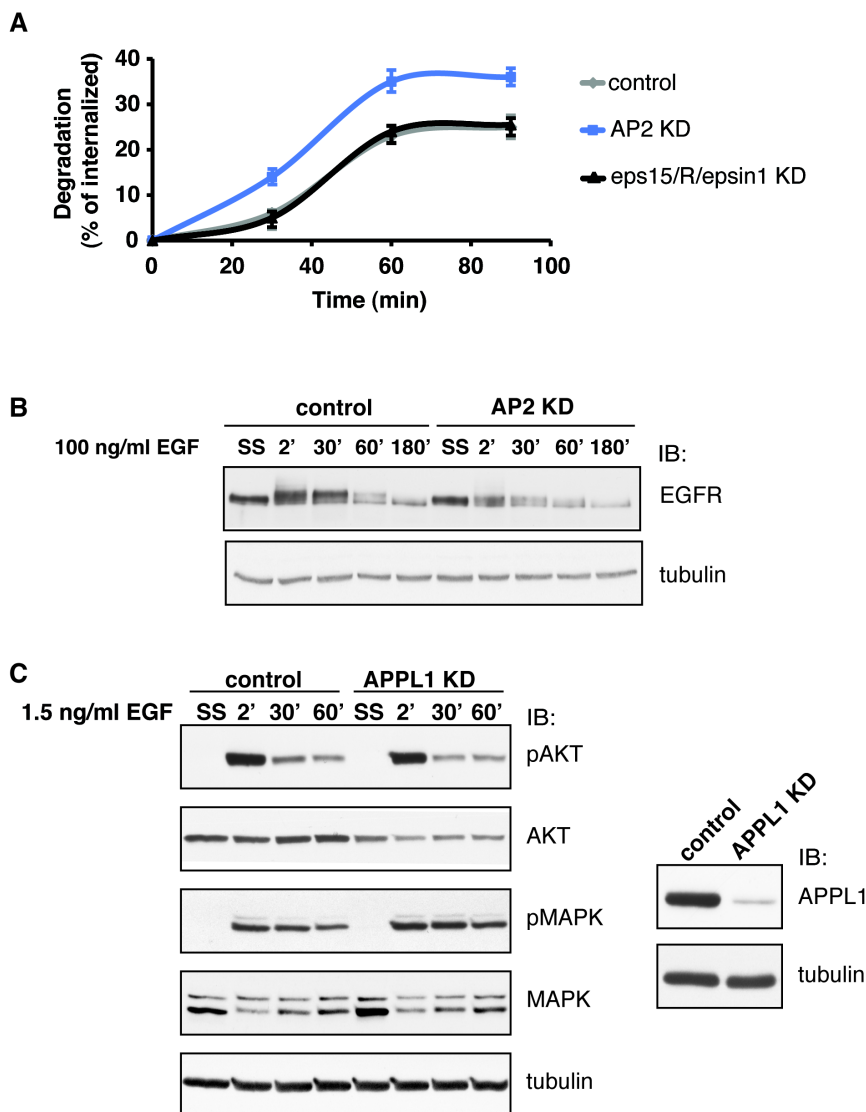 A
Degradation
(% of internalized)
40
30
20
10
0
0 20 40 60 80 100
Time (min)
control
AP2 KD
eps15/R/epsin1 KD
B
control AP2 KD
100 ng/ml EGF SS 2’ 30’ 60’ 180’ SS 2’ 30’ 60’ 180’ IB:
EGFR
tubulin
C
control APPL1 KD
1.5 ng/ml EGF SS 2’ 30’ 60’ SS 2’ 30’ 60’ IB:
pAKT
AKT
pMAPK
MAPK
tubulin
control APPL1 KD
IB:
APPL1
tubulin